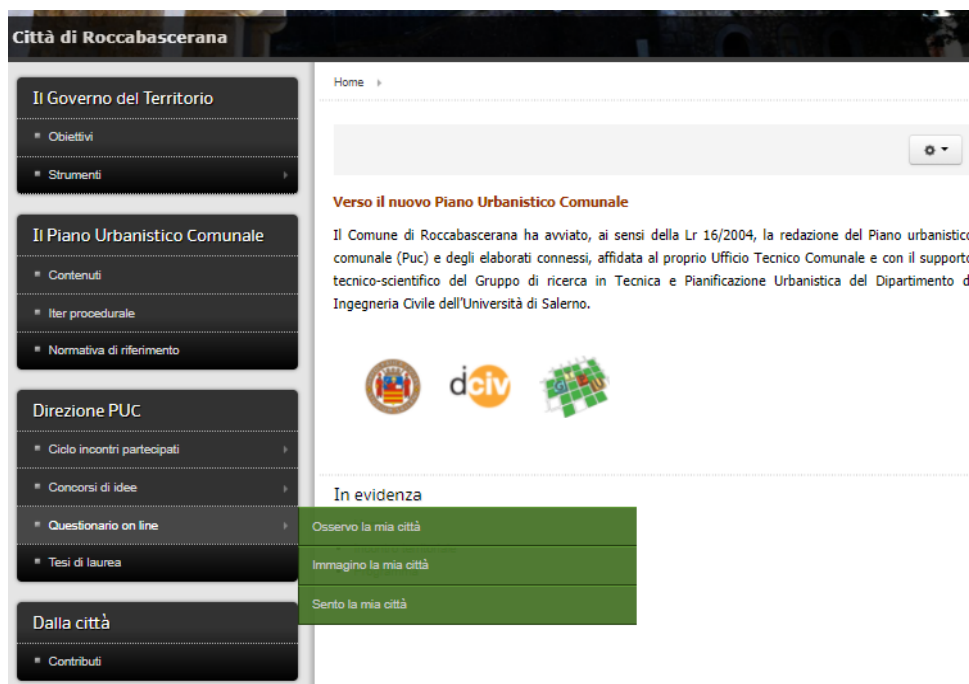 Città di Roccabascerana
Il Governo del Territorio
Obiettivi
Strumenti
Il Piano Urbanistico Comunale
Contenuti
Iter procedurale
Normativa di riferimento
Direzione PUC
Ciclo incontri partecipati
Concorsi di idee
Questionario on line
Tesi di laurea
Dalla città
Contributi
Home
Verso il nuovo Piano Urbanistico Comunale
Il Comune di Roccabascerana ha avviato, ai sensi della Lr 16/2004, la redazione del Piano urbanistico
comunale (Puc) e degli elaborati connessi, affidata al proprio Ufficio Tecnico Comunale e con il supporto
tecnico-scientifico del Gruppo di ricerca in Tecnica e Pianificazione Urbanistica del Dipartimento d
Ingegneria Civile dell'Università di Salerno.
dciv
In evidenza
Osservo la mia città
Immagino la mia città
Sento la mia città